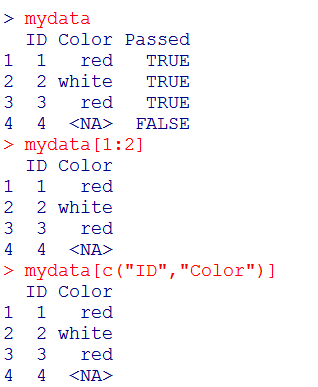 > mydata
  ID Color Passed
1  1   red   TRUE
2  2 white   TRUE
3  3   red   TRUE
4  4  <NA>  FALSE
> mydata[1:2]
  ID Color
1  1   red
2  2 white
3  3   red
4  4  <NA>
> mydata[c("ID","Color")]
  ID Color
1  1   red
2  2 white
3  3   red
4  4  <NA>